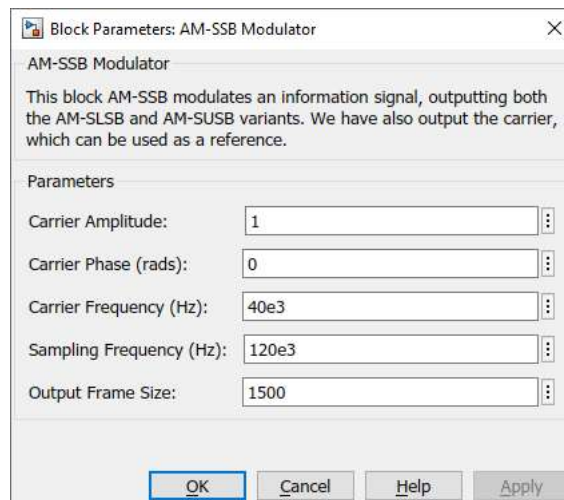 Block Parameters: AM-SSB Modulator
AM-SSB Modulator
This block AM-SSB modulates an information signal, outputting both
the AM-SLSB and AM-SUSB variants. We have also output the carrier,
which can be used as a reference.
Parameters
Carrier Amplitude: 1
Carrier Phase (rads): 0
Carrier Frequency (Hz): 40e3
Sampling Frequency (Hz): 120e3
Output Frame Size: 1500
OK Cancel Help Apply